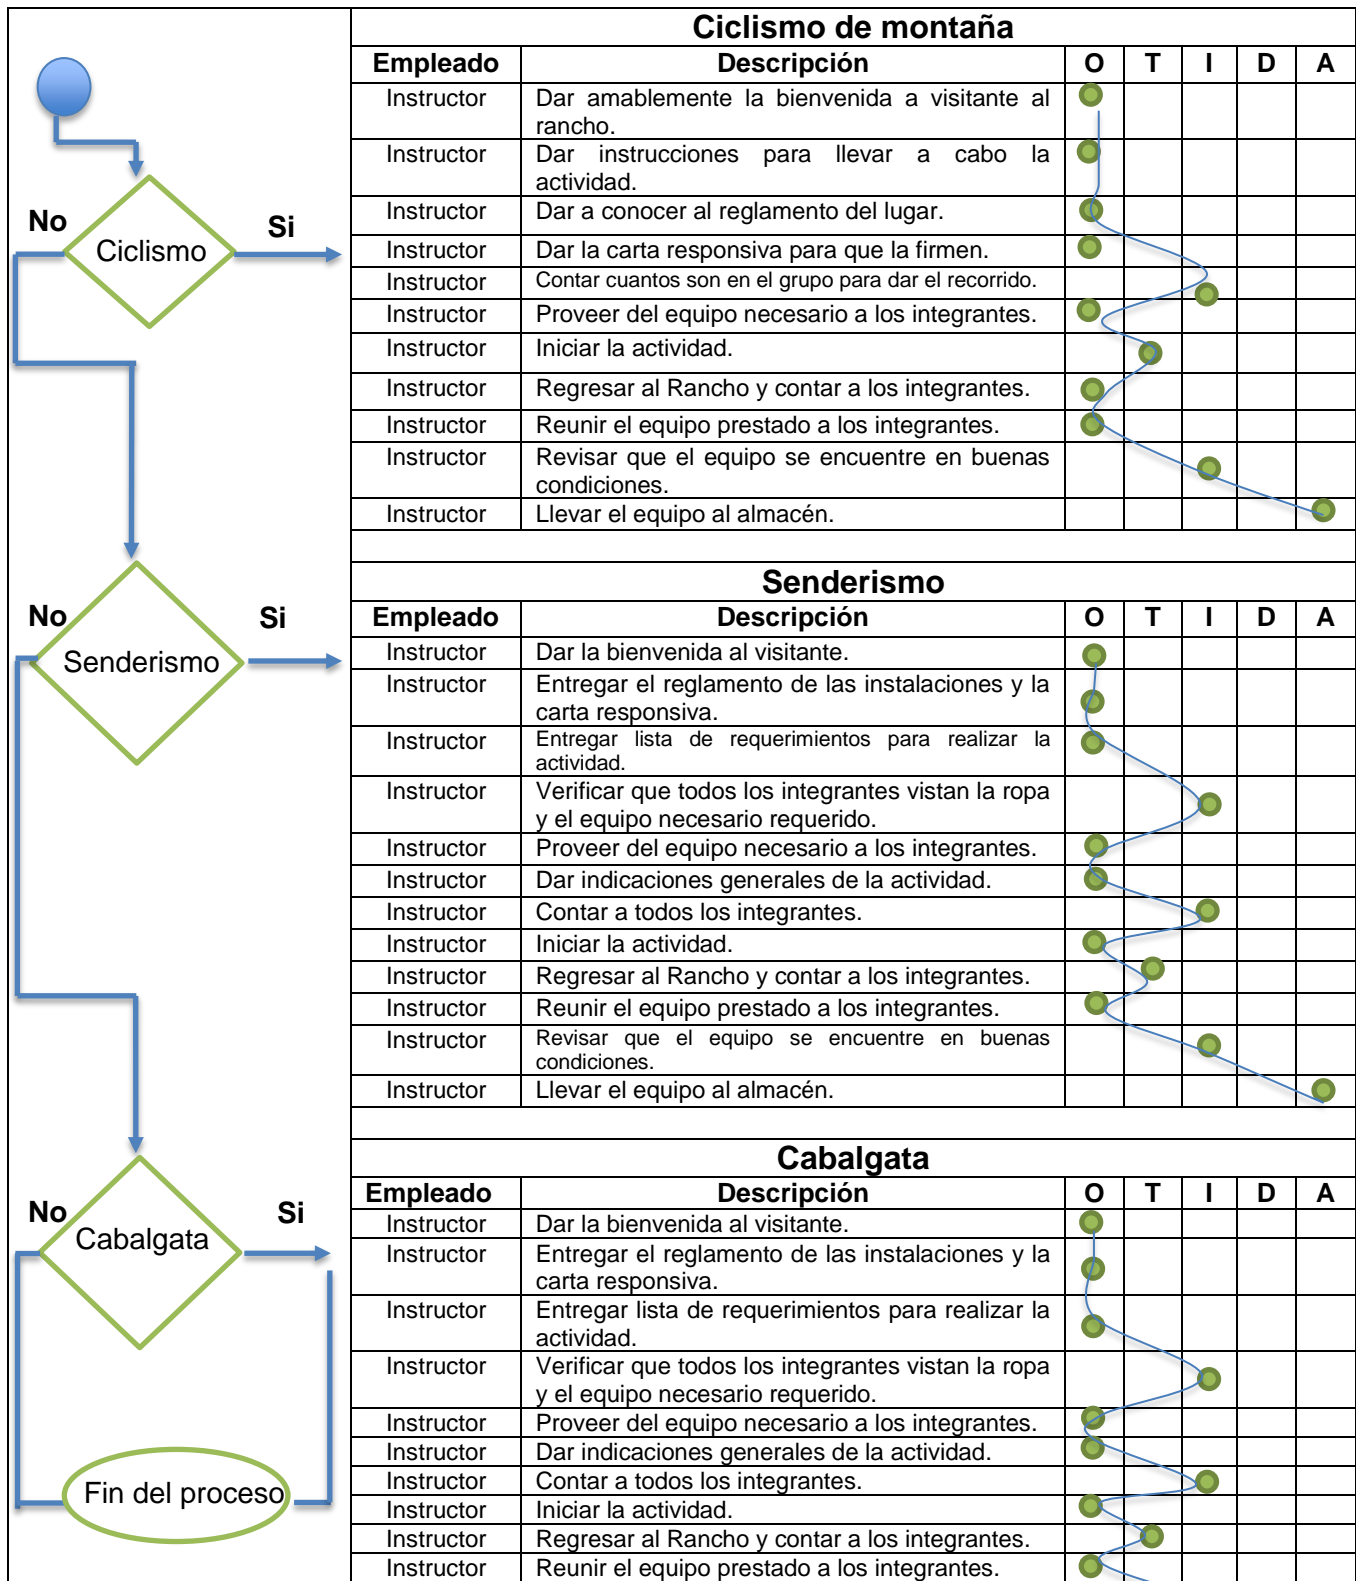 Ciclismo de montaña
Empleado Descripción O T I D A
Instructor Dar amablemente la bienvenida a visitante al
rancho.
Instructor Dar instrucciones para llevar a cabo la
actividad.
No Ciclismo Si
Instructor Dar a conocer al reglamento del lugar.
Instructor Dar la carta responsiva para que la firmen.
Instructor Contar cuantos son en el grupo para dar el recorrido.
Instructor Proveer del equipo necesario a los integrantes.
Instructor Iniciar la actividad.
Instructor Regresar al Rancho y contar a los integrantes.
Instructor Reunir el equipo prestado a los integrantes.
Instructor Revisar que el equipo se encuentre en buenas
condiciones.
Instructor Llevar el equipo al almacén.
Senderismo
Empleado Descripción O T I D A
No Senderismo Si
Instructor Dar la bienvenida al visitante.
Instructor Entregar el reglamento de las instalaciones y la
carta responsiva.
Instructor Entregar lista de requerimientos para realizar la
actividad.
Instructor Verificar que todos los integrantes vistan la ropa
y el equipo necesario requerido.
Instructor Proveer del equipo necesario a los integrantes.
Instructor Dar indicaciones generales de la actividad.
Instructor Contar a todos los integrantes.
Instructor Iniciar la actividad.
Instructor Regresar al Rancho y contar a los integrantes.
Instructor Reunir el equipo prestado a los integrantes.
Instructor Revisar que el equipo se encuentre en buenas
condiciones.
Instructor Llevar el equipo al almacén.
Cabalgata
Empleado Descripción O T I D A
No Cabalgata Si
Instructor Dar la bienvenida al visitante.
Instructor Entregar el reglamento de las instalaciones y la
carta responsiva.
Instructor Entregar lista de requerimientos para realizar la
actividad.
Instructor Verificar que todos los integrantes vistan la ropa
y el equipo necesario requerido.
Instructor Proveer del equipo necesario a los integrantes.
Instructor Dar indicaciones generales de la actividad.
Instructor Contar a todos los integrantes.
Fin del proceso
Instructor Iniciar la actividad.
Instructor Regresar al Rancho y contar a los integrantes.
Instructor Reunir el equipo prestado a los integrantes.